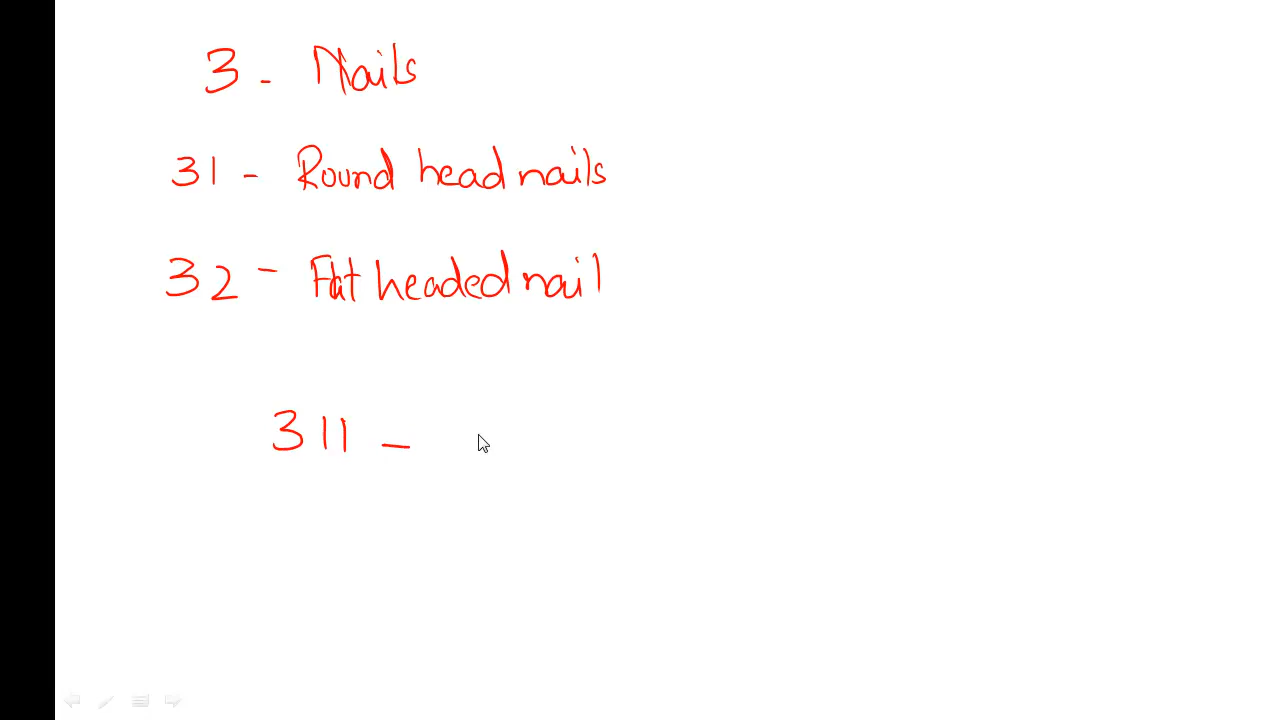 3 - Nails
31 - Round head nails
32 - Flat headed nail
311 -